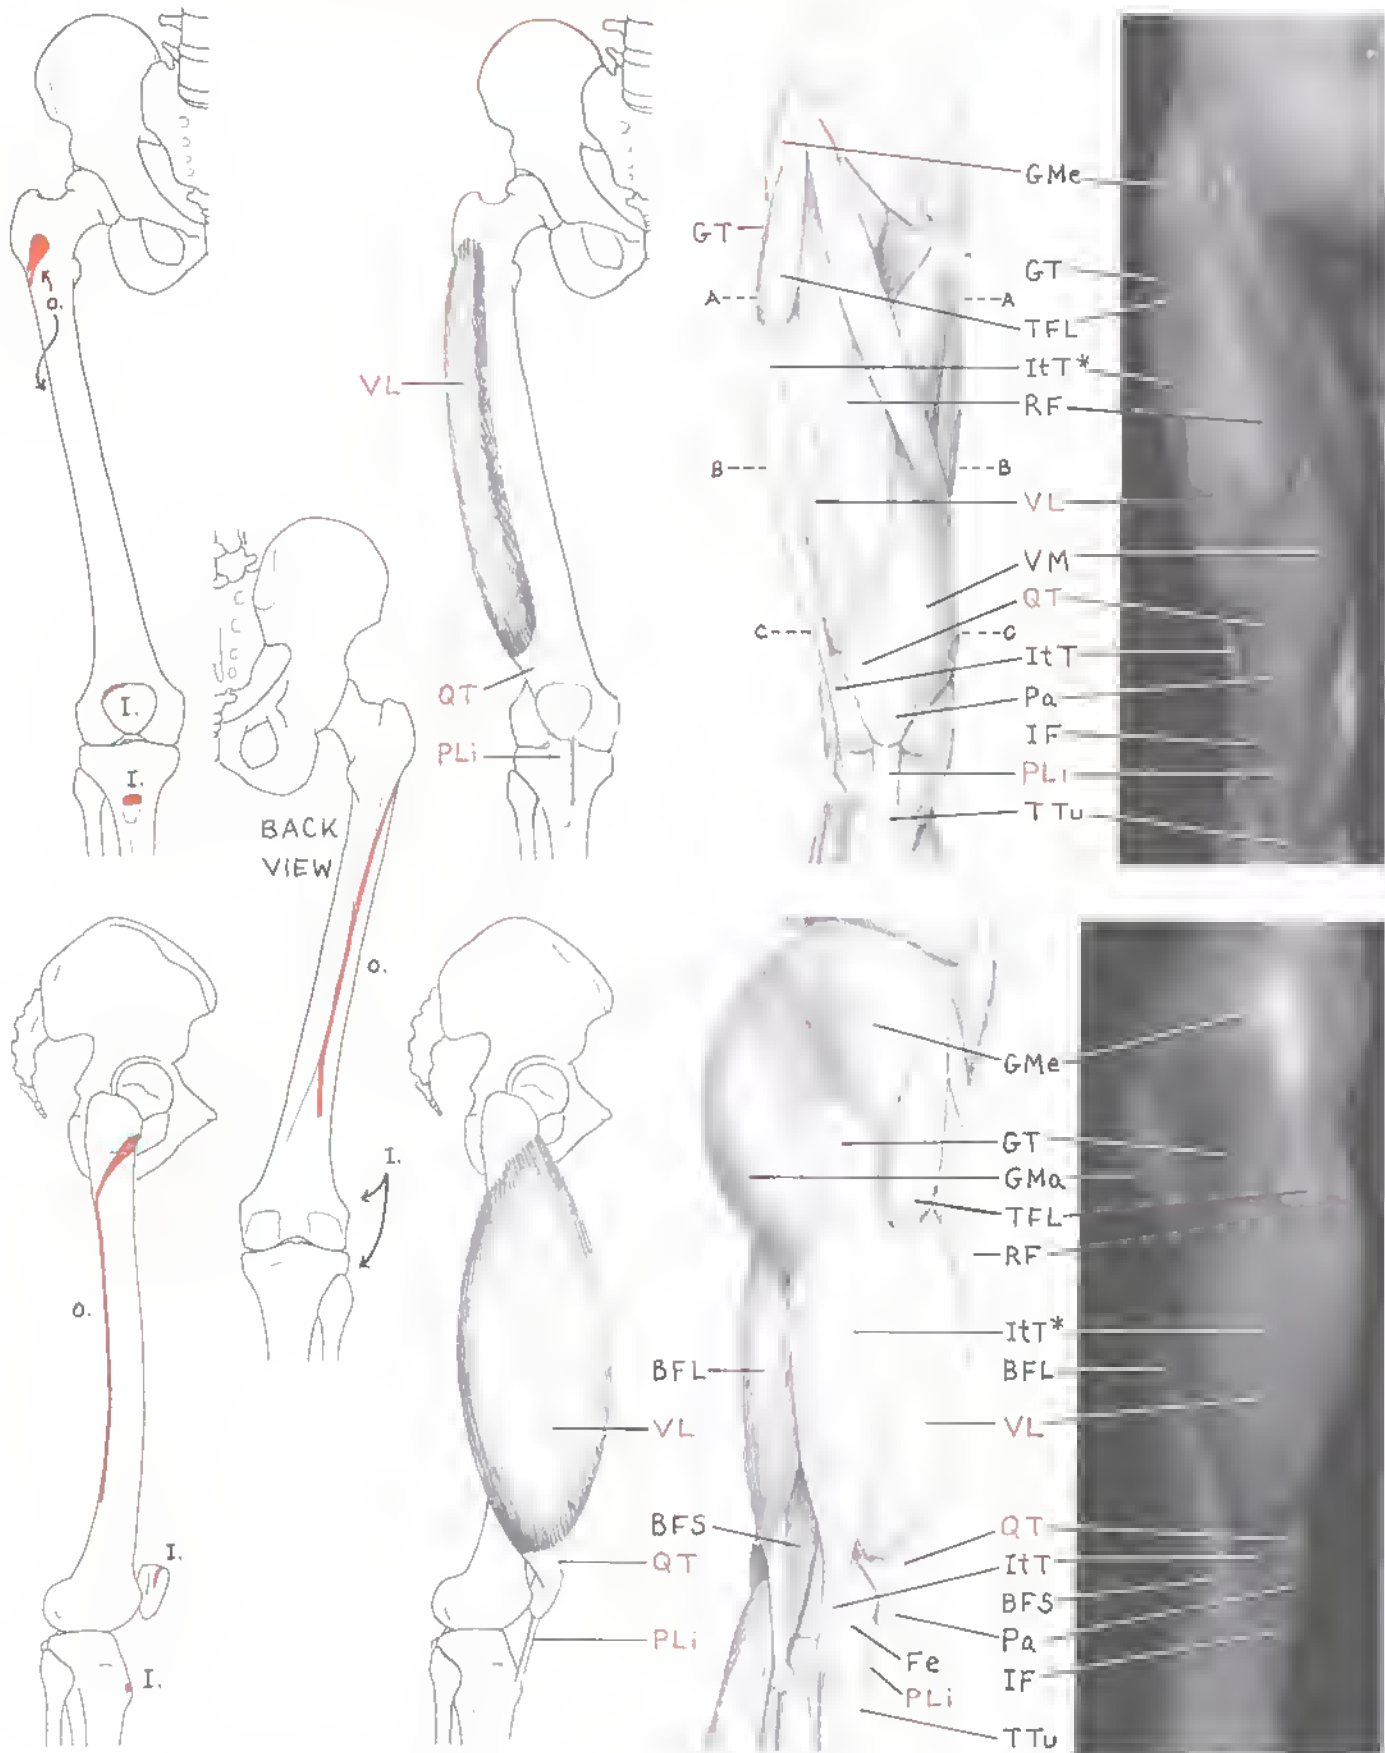 GMe
GT
GT
A
A
TFL
O.
ItT*
VL
RF
B
B
VL
VM
QT
C
C
ItT
I.
QT
Pa
PLi
IF
I.
PLi
TTu
BACK
VIEW
O.
GMe
GT
I.
GMa
TFL
RF
O.
ItT*
BFL
BFL
VL
VL
BFS
QT
I.
QT
ItT
BFS
Pa
PLi
Fe
IF
I.
PLi
TTu